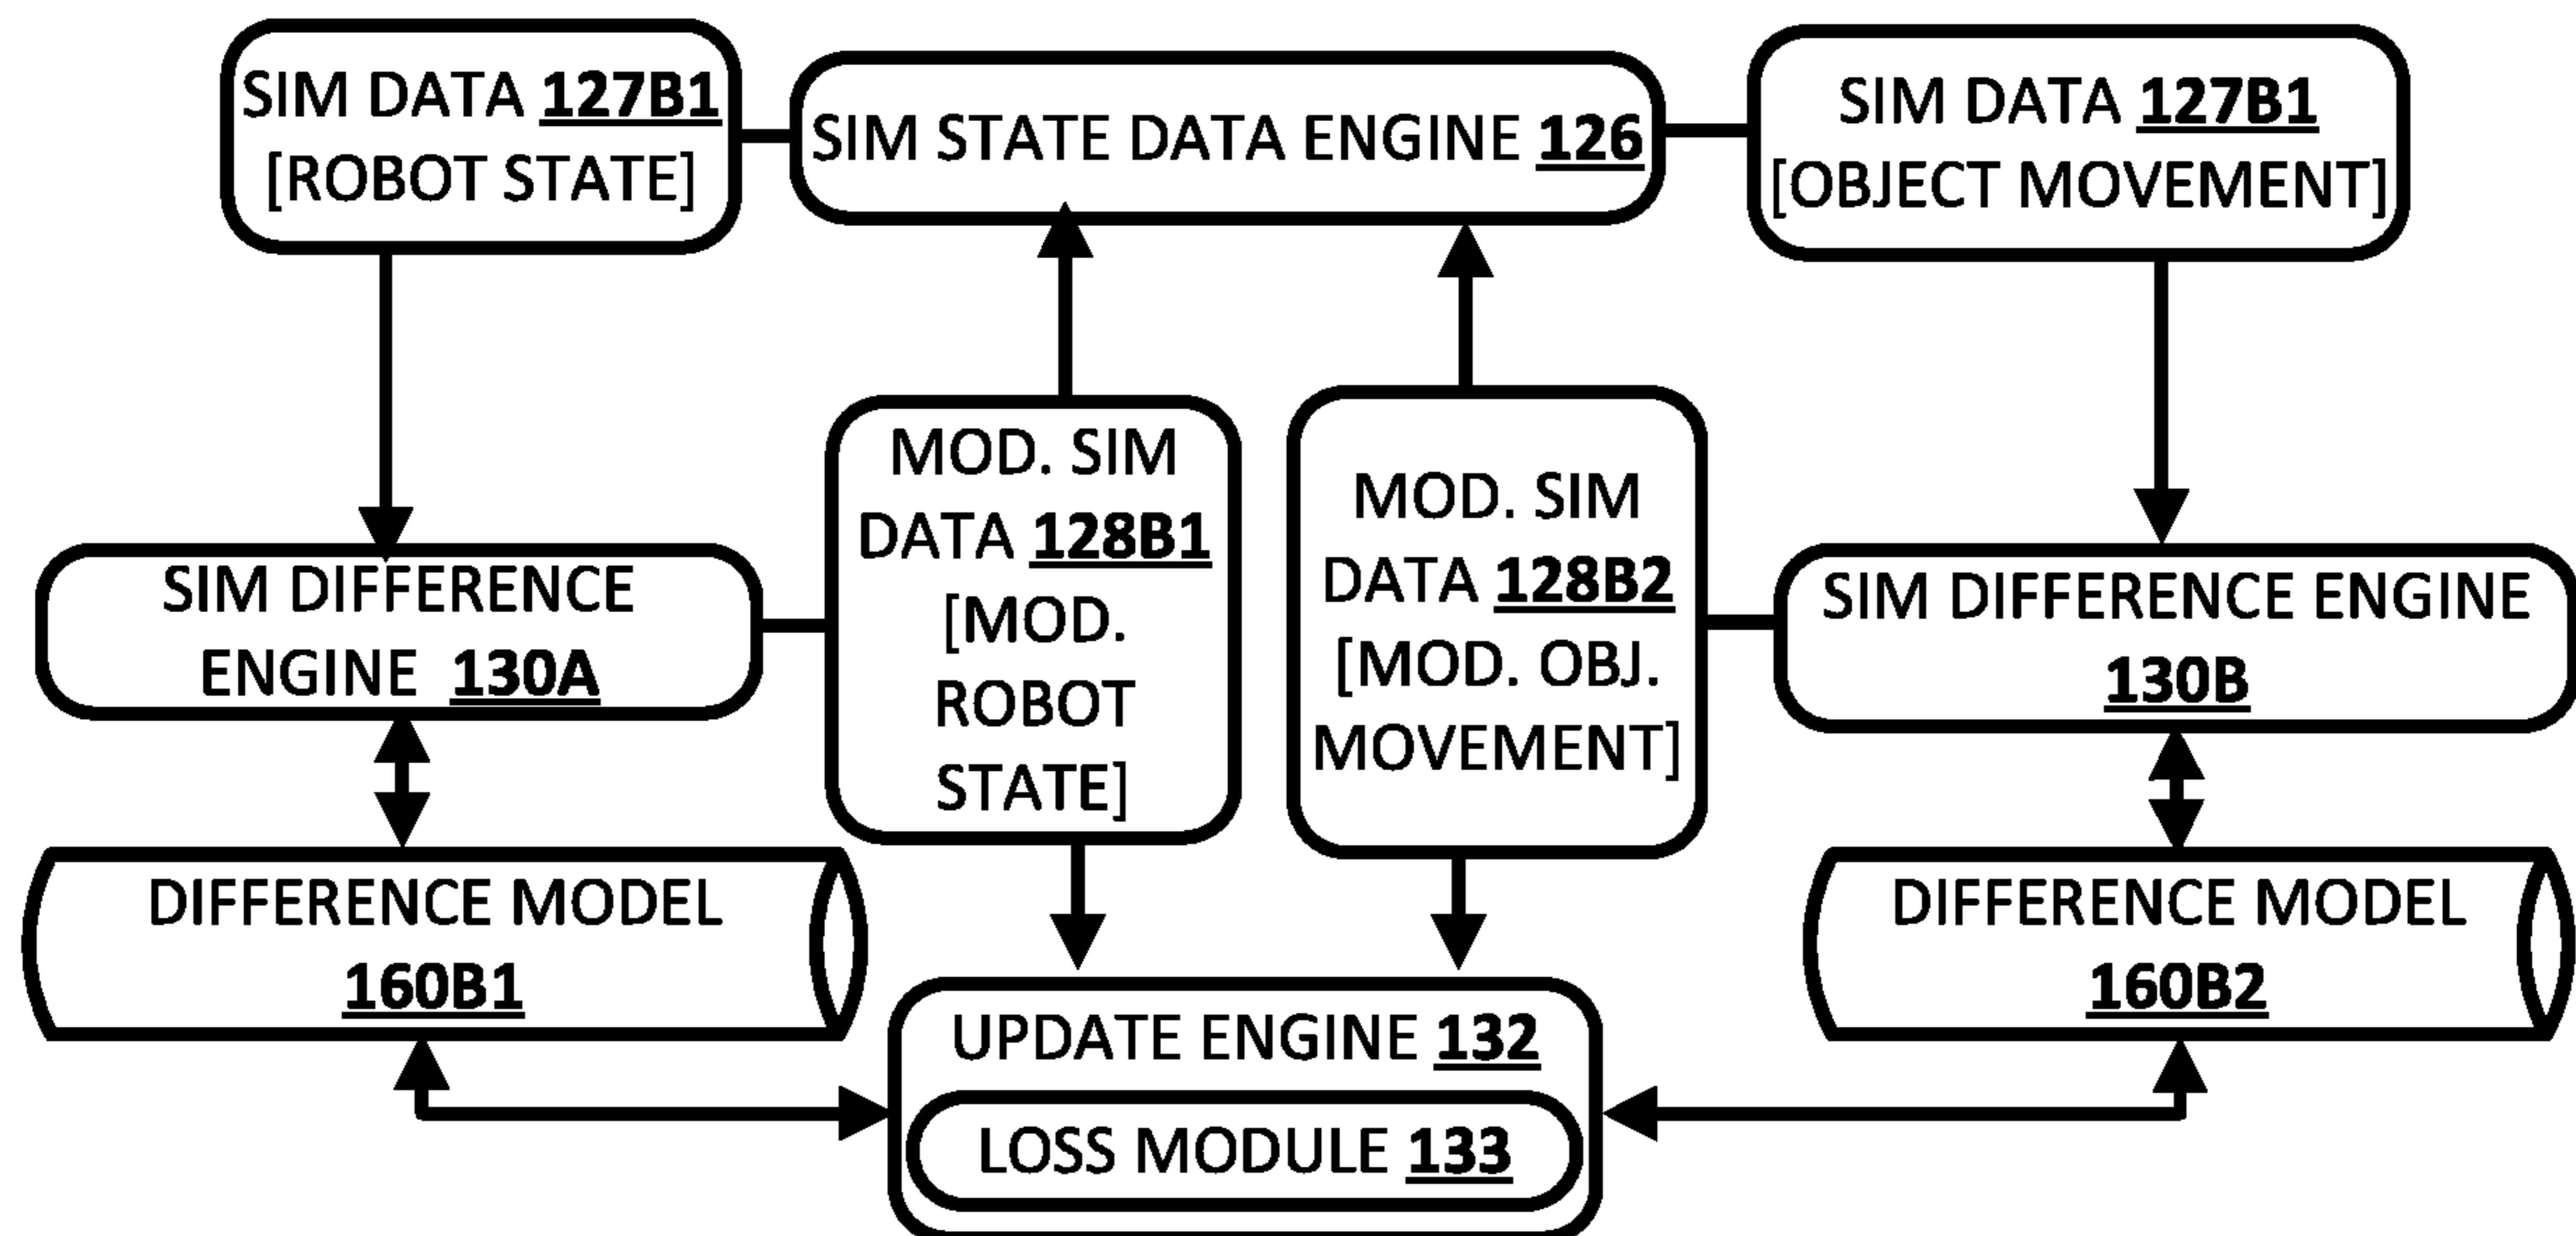 SIM DATA 127B1
[ROBOT STATE]
SIM STATE DATA ENGINE 126
SIM DATA 127B1
[OBJECT MOVEMENT]
MOD. SIM
DATA 128B1
[MOD.
ROBOT
STATE]
MOD. SIM
DATA 128B2
[MOD. OBJ.
MOVEMENT]
SIM DIFFERENCE
ENGINE 130A
SIM DIFFERENCE ENGINE
130B
DIFFERENCE MODEL
160B1
DIFFERENCE MODEL
160B2
UPDATE ENGINE 132
LOSS MODULE 133